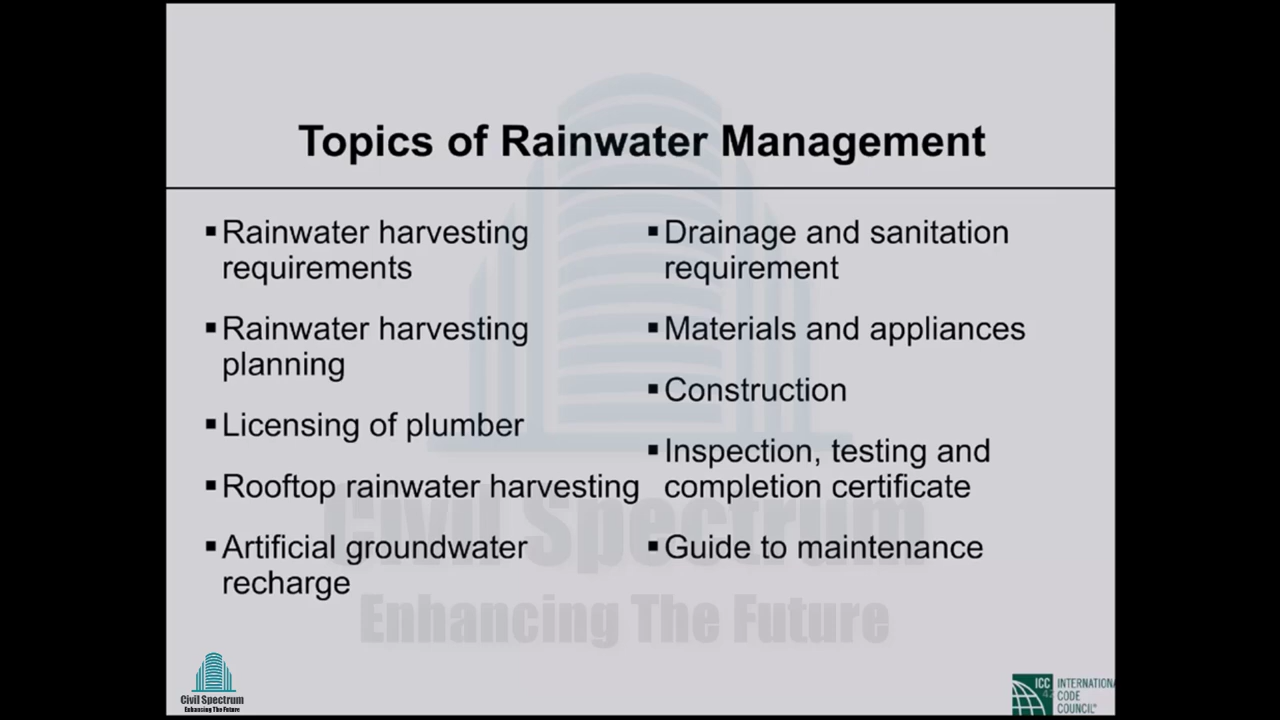 Topics of Rainwater Management
▪Rainwater harvesting
requirements
▪Rainwater harvesting
planning
▪Licensing of plumber
▪Rooftop rainwater harvesting
▪Artificial groundwater
recharge
▪Drainage and sanitation
requirement
▪Materials and appliances
▪Construction
▪Inspection, testing and
completion certificate
▪Guide to maintenance
Civil Spectrum
Enhancing The Future
Civil Spectrum
Enhancing The Future
ICC
INTERNATIONA
CODE
COUNCIL®